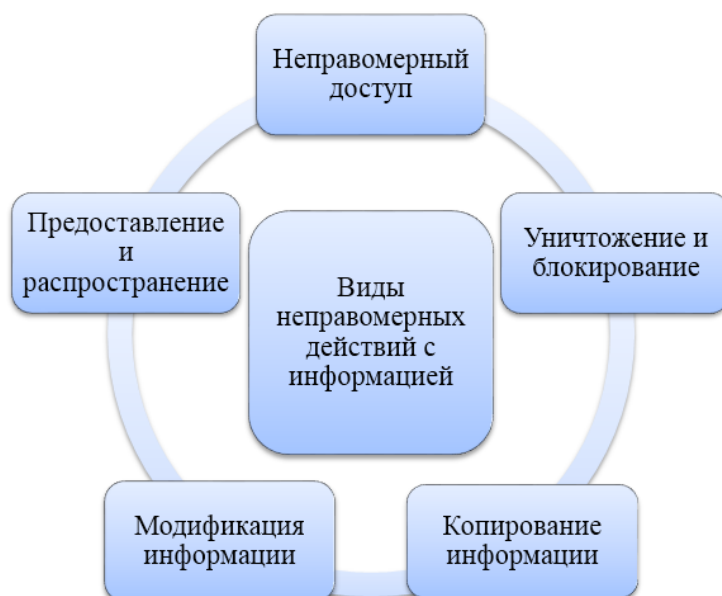 Неправомерный
доступ
Предоставление
и
распространение
Уничтожение и
блокирование
Виды
неправомерных
действий с
информацией
Модификация
информации
Копирование
информации